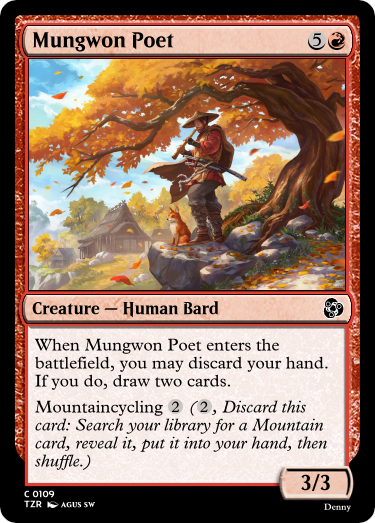 Mungwon Poet 5
Creature — Human Bard
When Mungwon Poet enters the
battlefield, you may discard your hand.
If you do, draw two cards.
Mountaincycling 2 (2, Discard this
card: Search your library for a Mountain
card, reveal it, put it into your hand, then
shuffle.)
3/3
C 0109
TZR AGUS SW
Denny